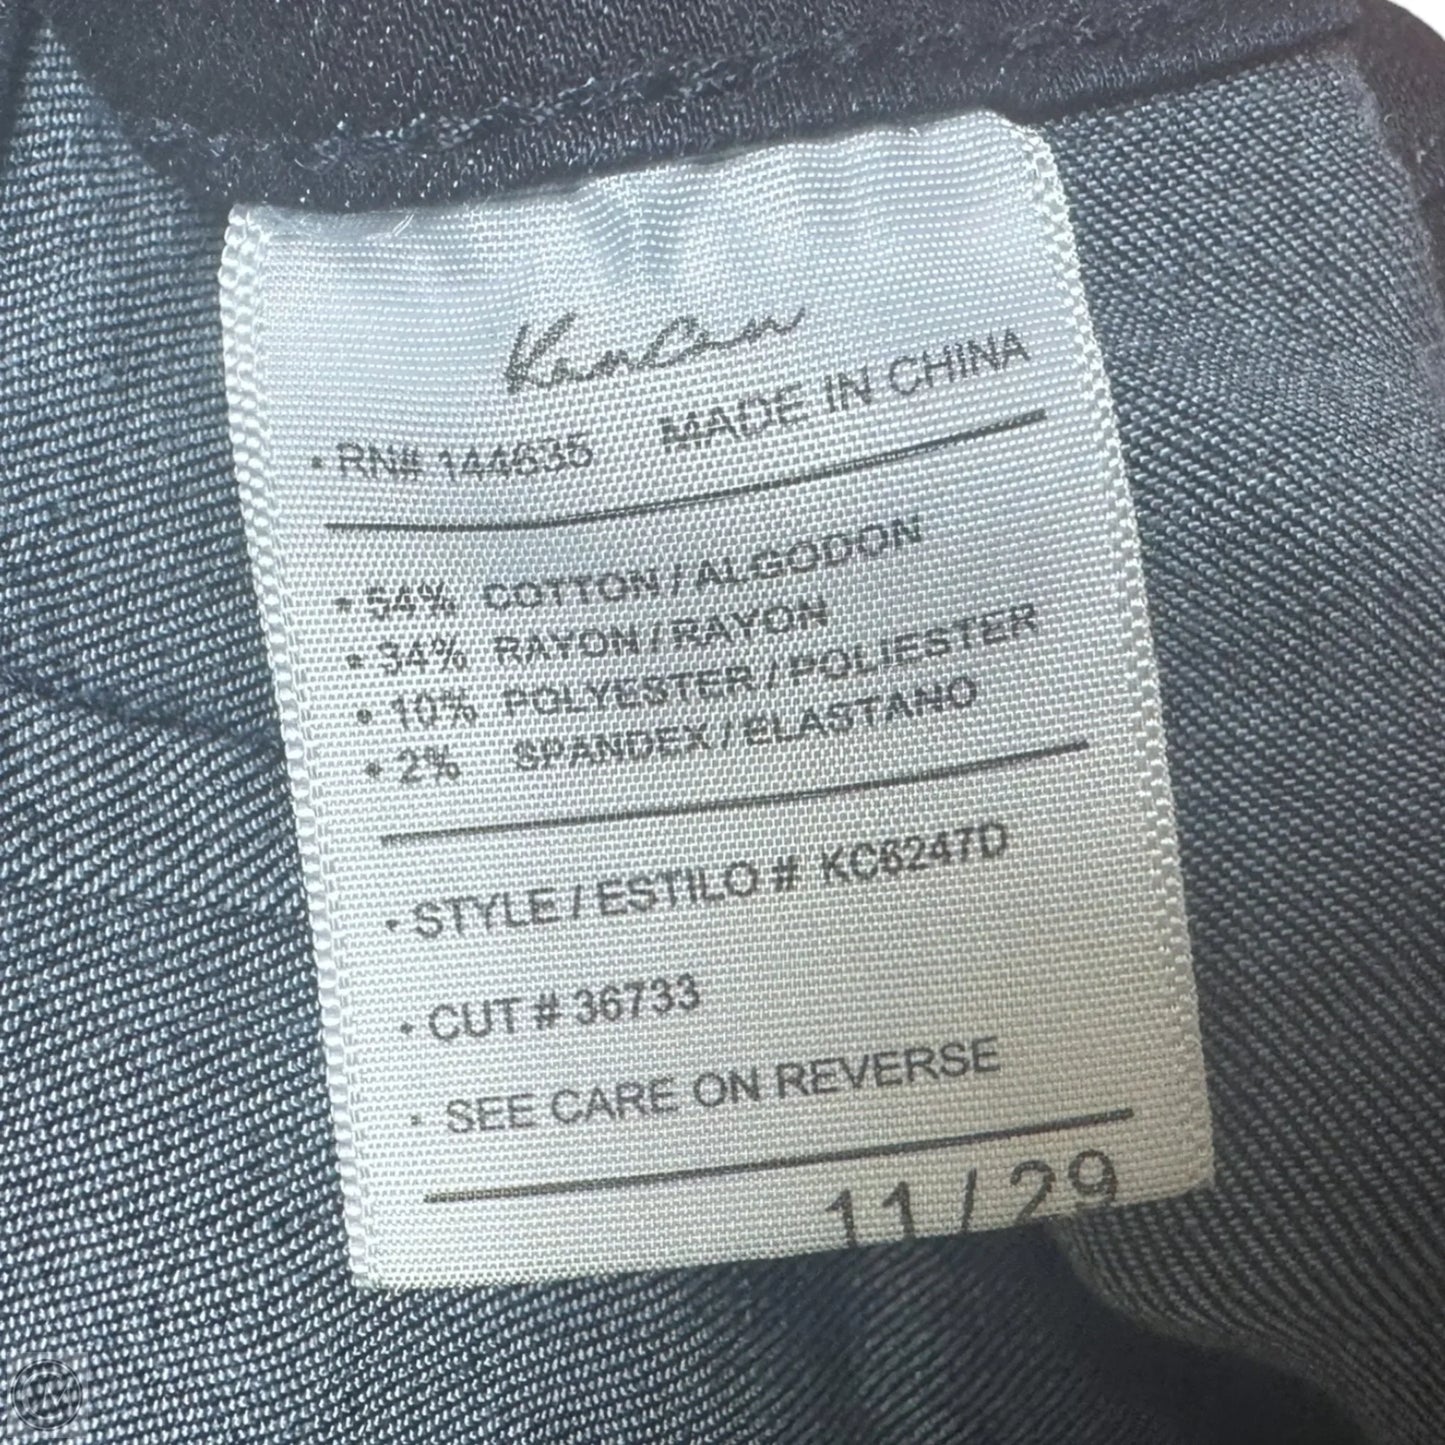 KanCan
• RN# 144635 MADE IN CHINA
• 54% COTTON / ALGODON
• 34% RAYON / RAYON
• 10% POLYESTER / POLIESTER
• 2% SPANDEX / ELASTANO
• STYLE / ESTILO # KC6247D
• CUT # 36733
• SEE CARE ON REVERSE
11 / 29